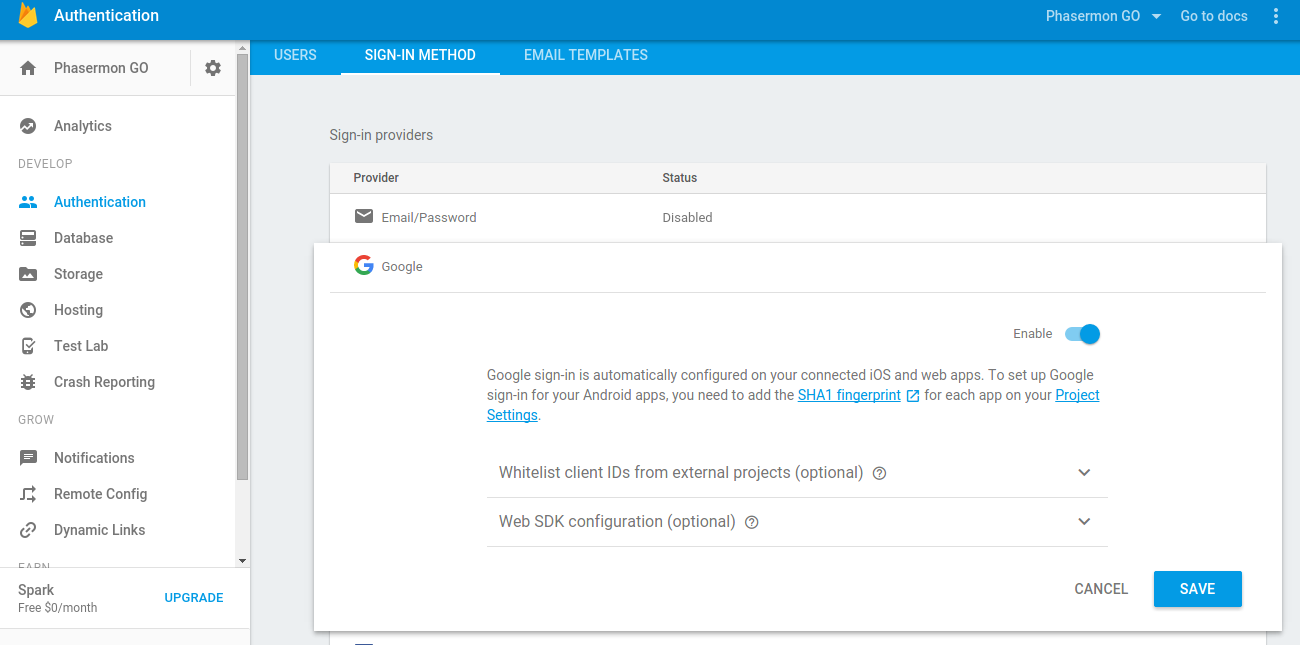 Authentication
Phasermon GO
Go to docs
Phasermon GO
USERS
SIGN-IN METHOD
EMAIL TEMPLATES
Analytics
DEVELOP
Authentication
Database
Storage
Hosting
Test Lab
Crash Reporting
GROW
Notifications
Remote Config
Dynamic Links
EARN
Spark
Free $0/month
UPGRADE
Sign-in providers
Provider Status
Email/Password Disabled
Google
Enable
Google sign-in is automatically configured on your connected iOS and web apps. To set up Google
sign-in for your Android apps, you need to add the SHA1 fingerprint for each app on your Project
Settings.
Whitelist client IDs from external projects (optional)
Web SDK configuration (optional)
CANCEL
SAVE